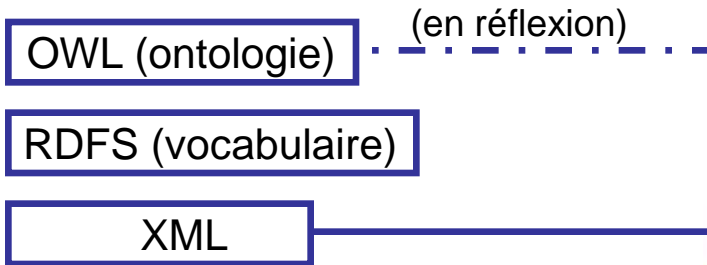 (en réflexion)
OWL (ontologie)
RDFS (vocabulaire)
XML